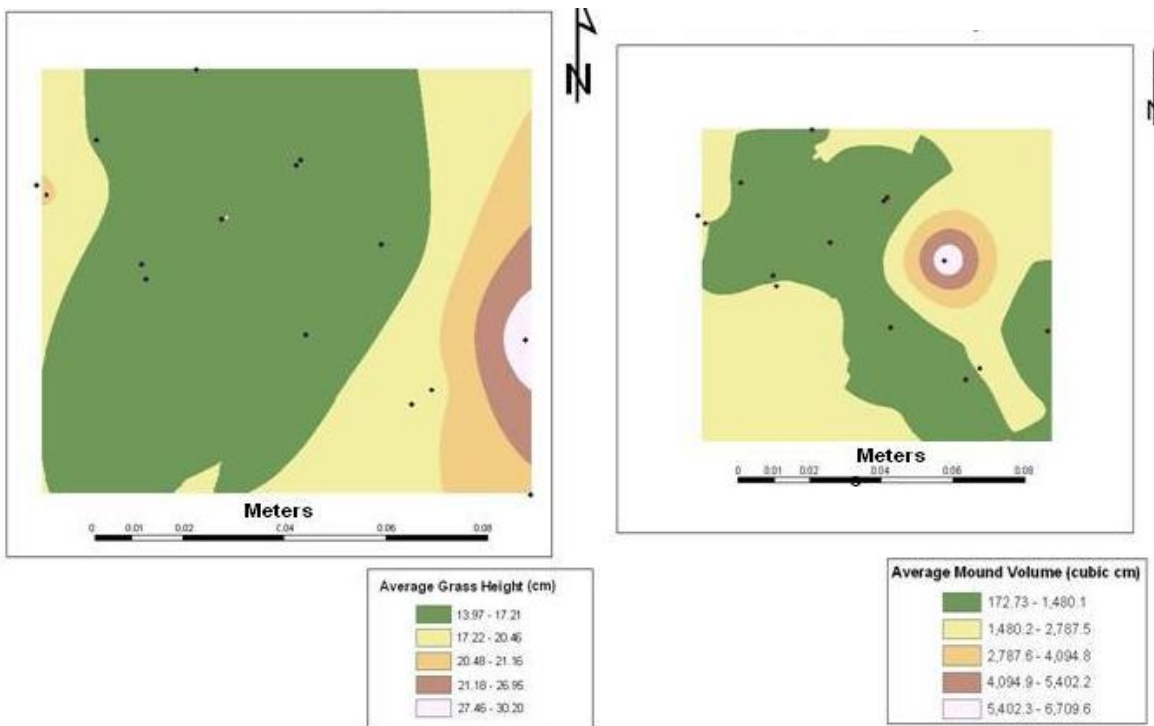 N
Meters
0 0.01 0.02 0.04 0.06 0.08
Average Grass Height (cm)
13.97 - 17.21
17.22 - 20.46
20.48 - 21.16
21.18 - 26.95
27.46 - 30.20
N
Meters
0 0.01 0.02 0.04 0.06 0.08
Average Mound Volume (cubic cm)
172.73 - 1,480.1
1,480.2 - 2,787.5
2,787.6 - 4,094.8
4,094.9 - 5,402.2
5,402.3 - 6,709.6